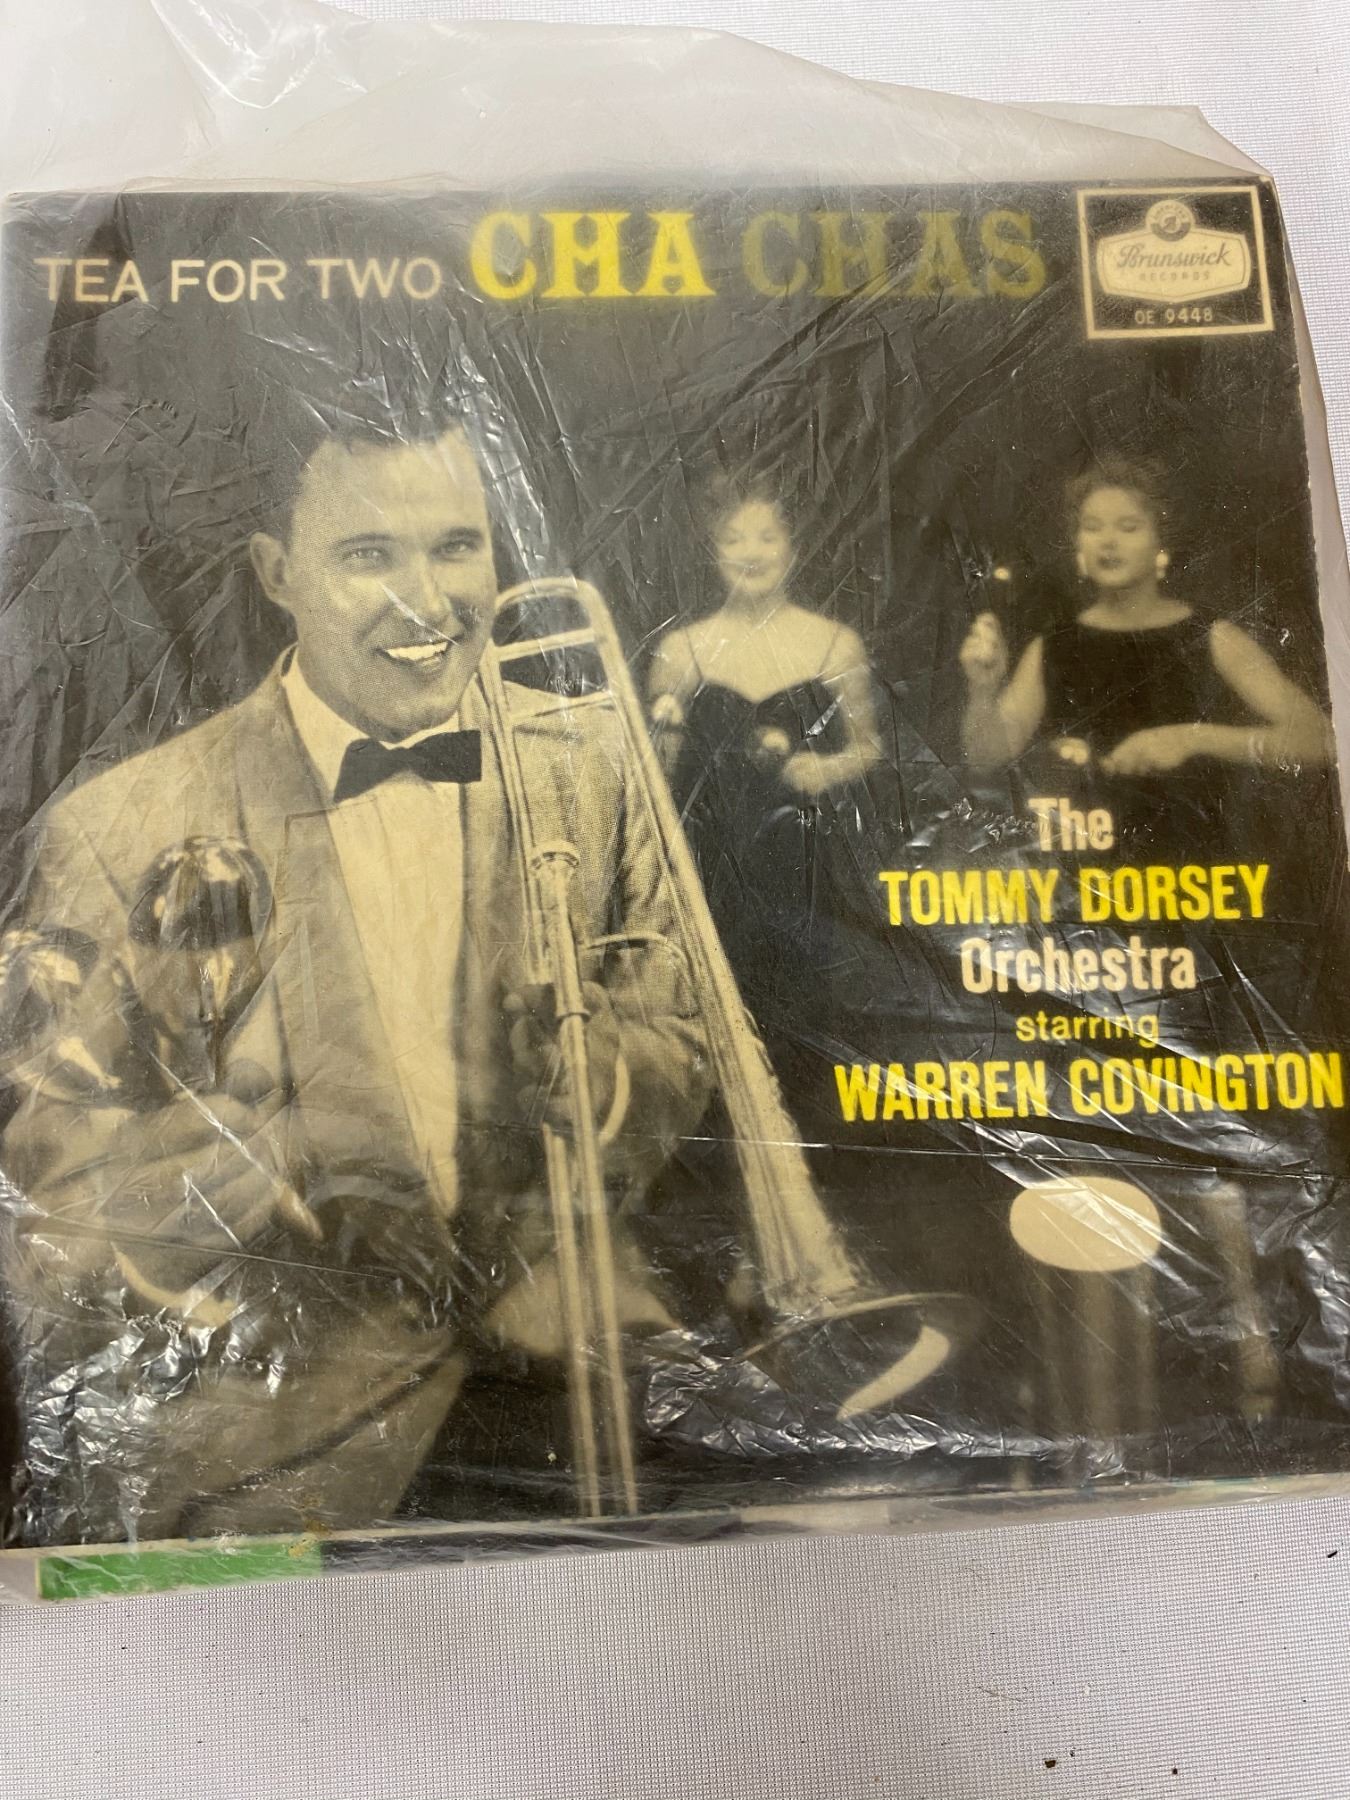 TEA FOR TWO CHA CHAS
Brunswick
RECORDS
OE 9448
The
TOMMY DORSEY
Orchestra
starring
WARREN COVINGTON